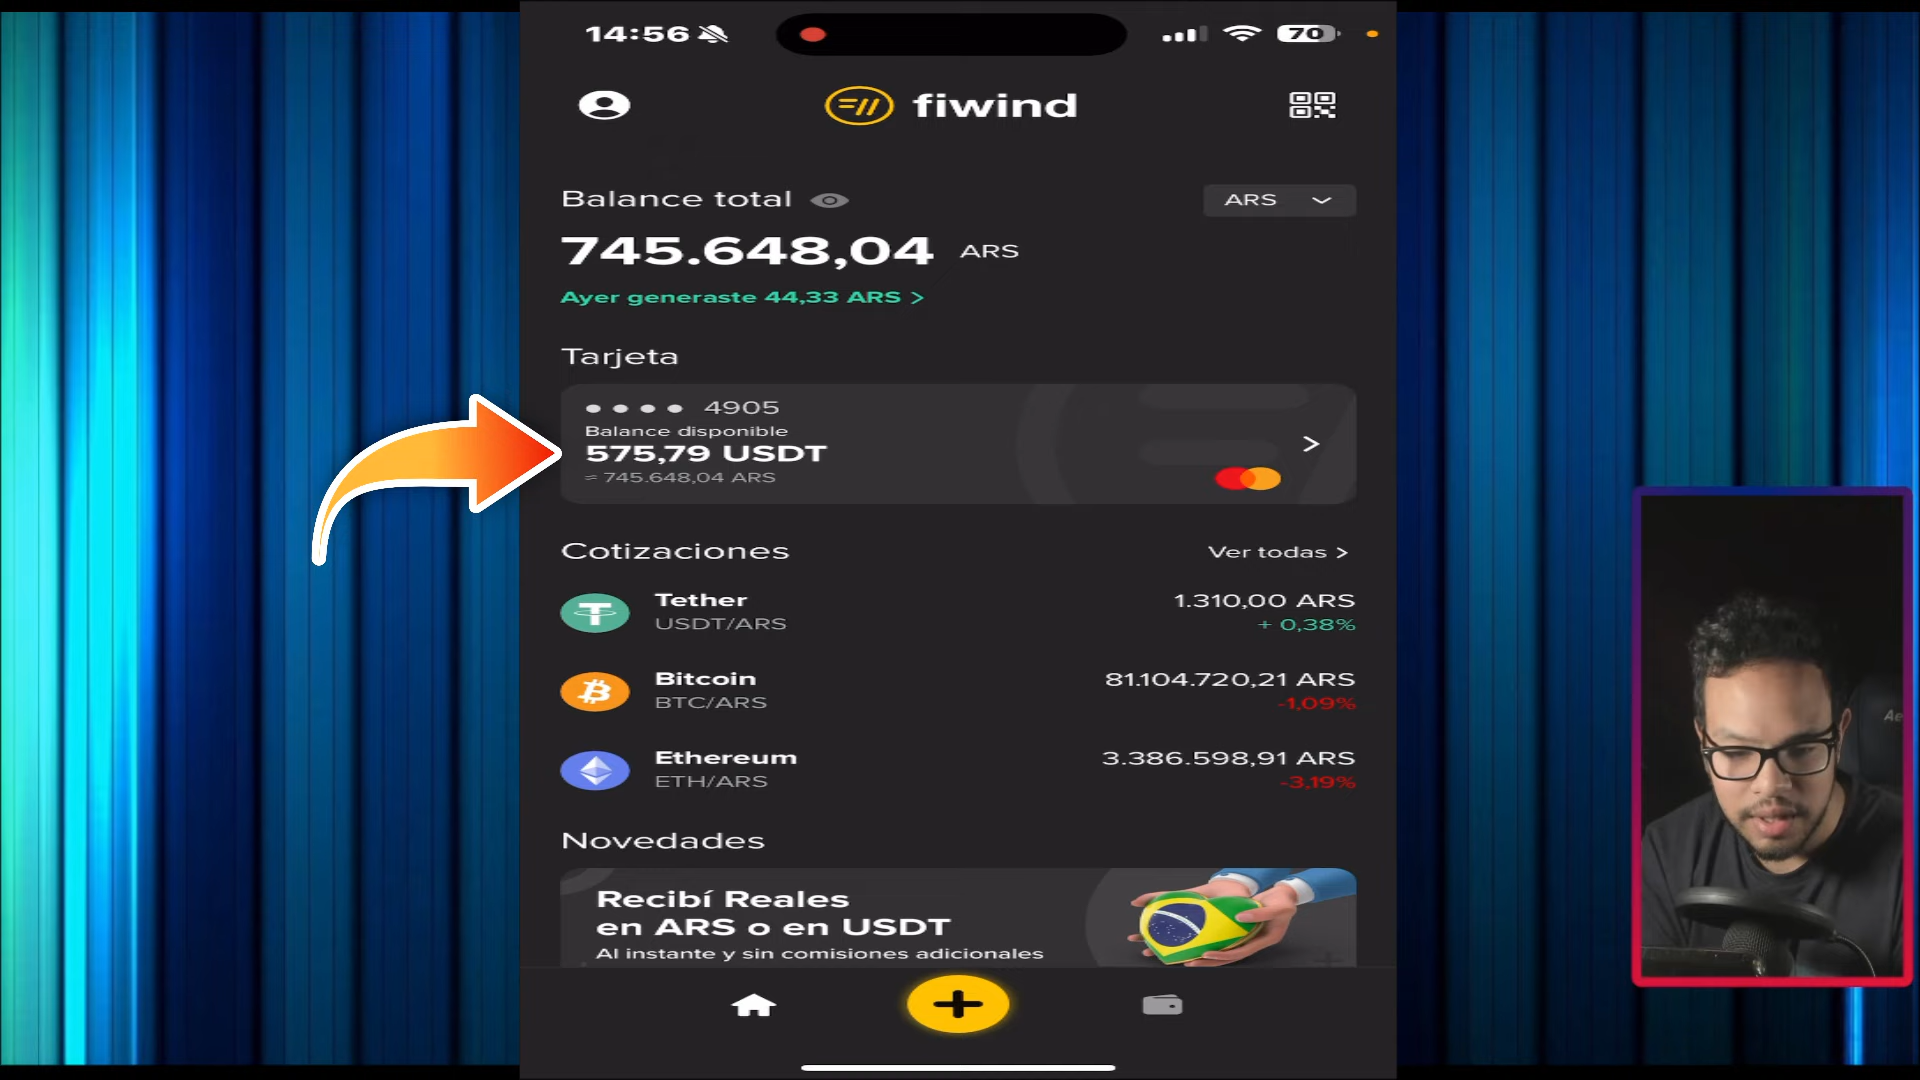 14:56
70
fiwind
Balance total
ARS
745.648,04 ARS
Ayer generaste 44,33 ARS >
Tarjeta
•••• 4905
Balance disponible
575,79 USDT
≈ 745.648,04 ARS
Cotizaciones
Ver todas >
Tether
1.310,00 ARS
USDT/ARS
+ 0,38%
Bitcoin
81.104.720,21 ARS
BTC/ARS
-1,09%
Ethereum
3.386.598,91 ARS
ETH/ARS
-3,19%
Novedades
Recibí Reales
en ARS o en USDT
Al instante y sin comisiones adicionales